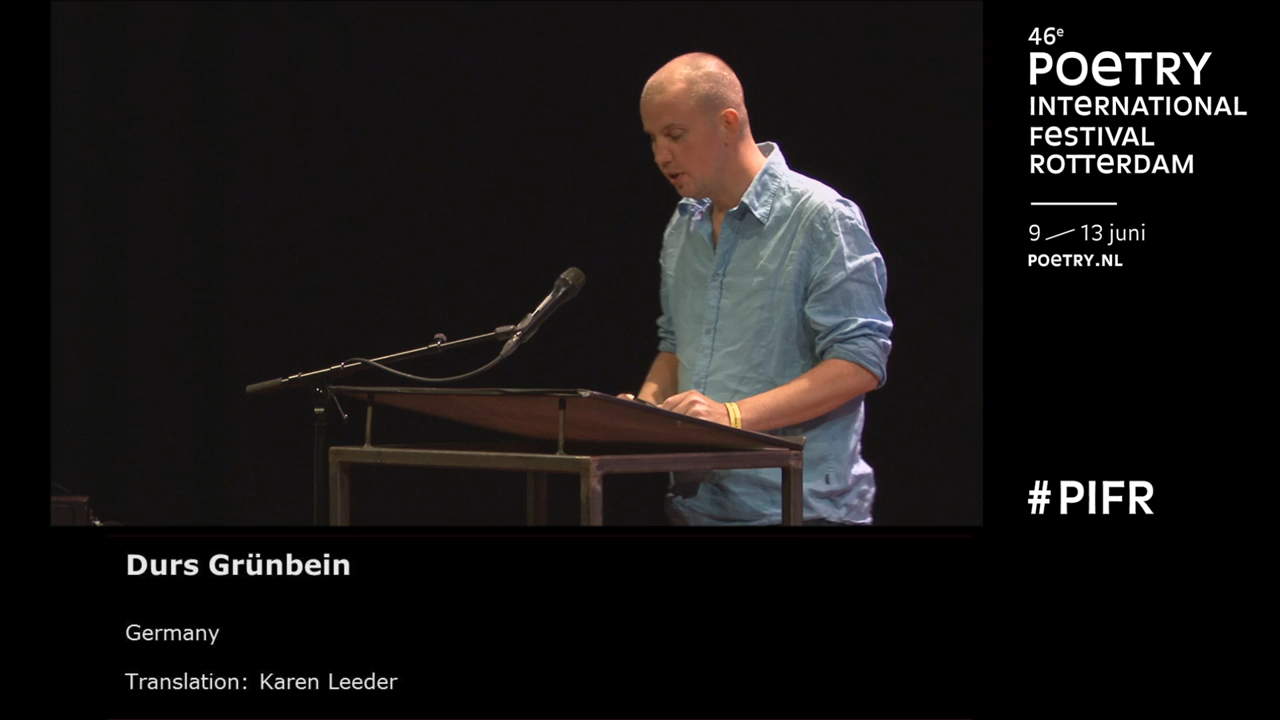 46e
POeTRY
INTeRNATIONAL
FeSTIVAL
ROTTeRDAM
9 — 13 juni
POeTRY.NL
#PIFR
Durs Grünbein
Germany
Translation: Karen Leeder